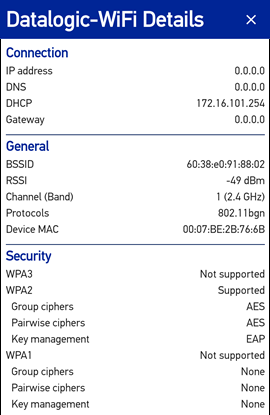 Datalogic-WiFi Details ×
Connection
IP address 0.0.0.0
DNS 0.0.0.0
DHCP 172.16.101.254
Gateway 0.0.0.0
General
BSSID 60:38:e0:91:88:02
RSSI -49 dBm
Channel (Band) 1 (2.4 GHz)
Protocols 802.11bgn
Device MAC 00:07:BE:2B:76:6B
Security
WPA3 Not supported
WPA2 Supported
Group ciphers AES
Pairwise ciphers AES
Key management EAP
WPA1 Not supported
Group ciphers None
Pairwise ciphers None
Key management None